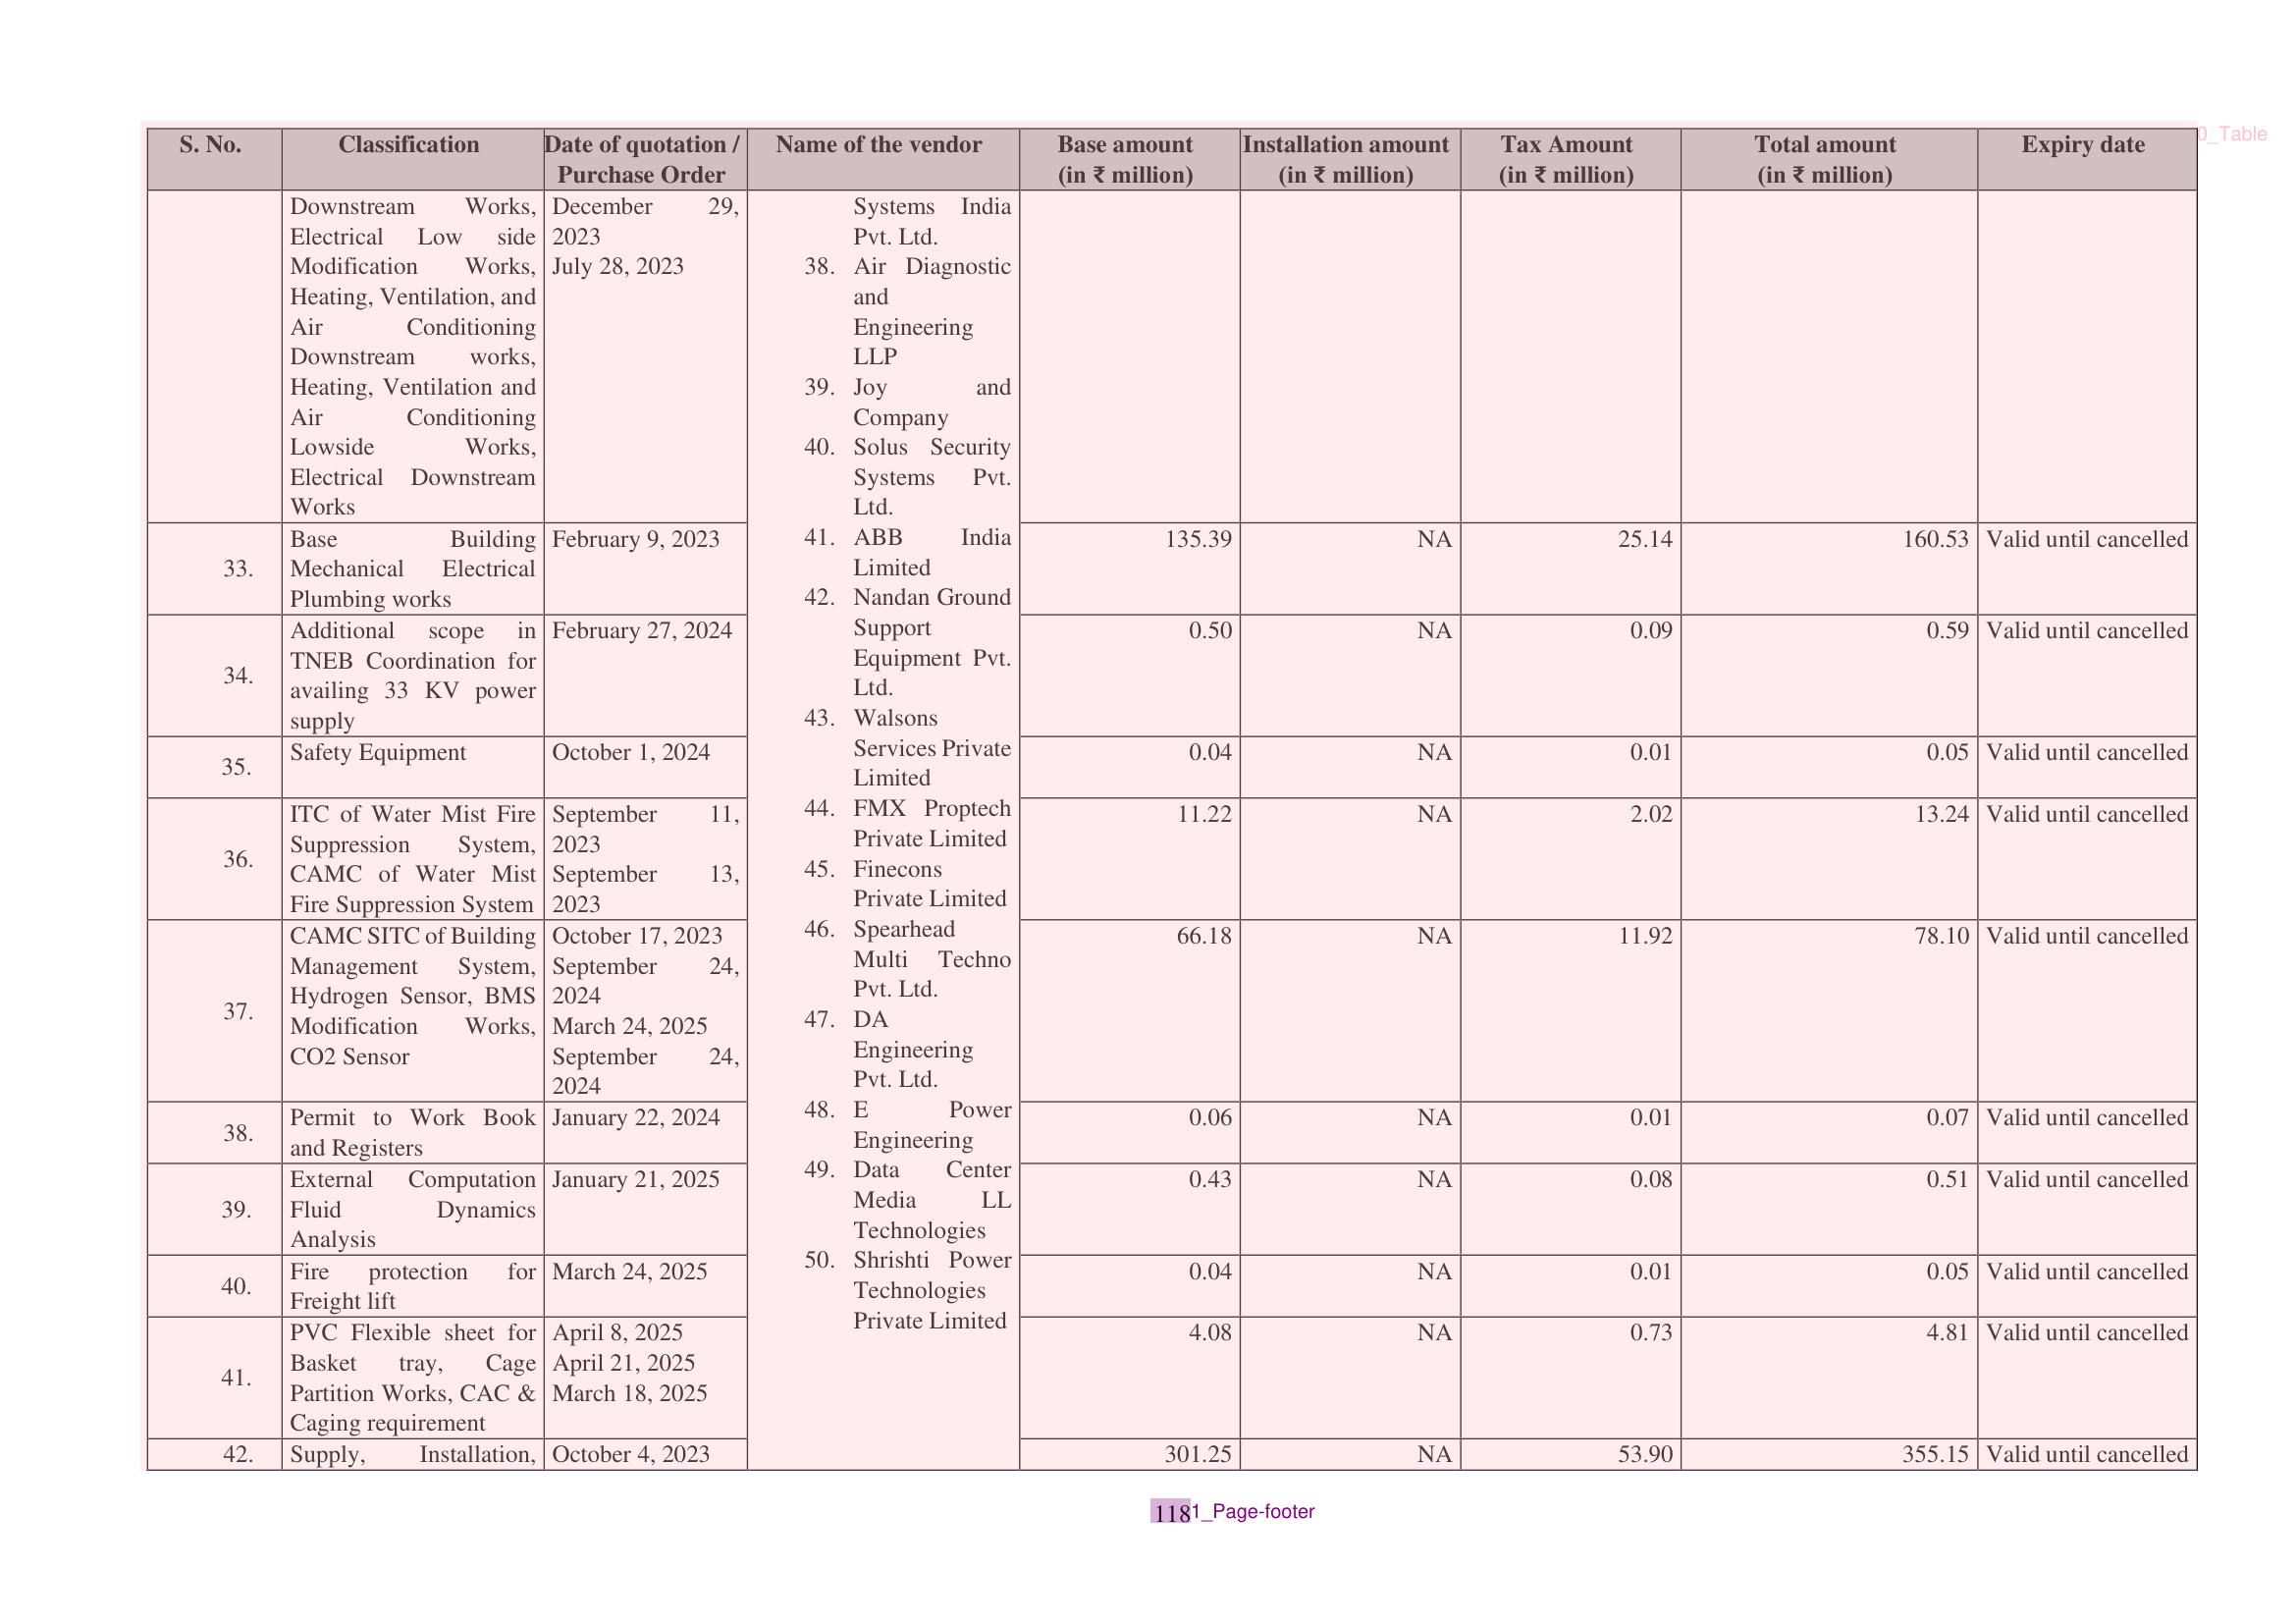 S. No.
Classification
Date of quotation /
Purchase Order
Name of the vendor
Base amount
(in ₹ million)
Installation amount
(in ₹ million)
Tax Amount
(in ₹ million)
Total amount
(in ₹ million)
Expiry date
0_Table
Downstream Works,
Electrical Low side
Modification Works,
Heating, Ventilation, and
Air Conditioning
Downstream works,
Heating, Ventilation and
Air Conditioning
Lowside Works,
Electrical Downstream
Works
December 29,
2023
July 28, 2023
Systems India
Pvt. Ltd.
38. Air Diagnostic
and
Engineering
LLP
39. Joy and
Company
40. Solus Security
Systems Pvt.
Ltd.
41. ABB India
Limited
42. Nandan Ground
Support
Equipment Pvt.
Ltd.
43. Walsons
Services Private
Limited
44. FMX Proptech
Private Limited
45. Finecons
Private Limited
46. Spearhead
Multi Techno
Pvt. Ltd.
47. DA
Engineering
Pvt. Ltd.
48. E Power
Engineering
49. Data Center
Media LL
Technologies
50. Shrishti Power
Technologies
Private Limited
33.
Base Building
Mechanical Electrical
Plumbing works
February 9, 2023
135.39
NA
25.14
160.53
Valid until cancelled
34.
Additional scope in
TNEB Coordination for
availing 33 KV power
supply
February 27, 2024
0.50
NA
0.09
0.59
Valid until cancelled
35.
Safety Equipment
October 1, 2024
0.04
NA
0.01
0.05
Valid until cancelled
36.
ITC of Water Mist Fire
Suppression System,
CAMC of Water Mist
Fire Suppression System
September 11,
2023
September 13,
2023
11.22
NA
2.02
13.24
Valid until cancelled
37.
CAMC SITC of Building
Management System,
Hydrogen Sensor, BMS
Modification Works,
CO2 Sensor
October 17, 2023
September 24,
2024
March 24, 2025
September 24,
2024
66.18
NA
11.92
78.10
Valid until cancelled
38.
Permit to Work Book
and Registers
January 22, 2024
0.06
NA
0.01
0.07
Valid until cancelled
39.
External Computation
Fluid Dynamics
Analysis
January 21, 2025
0.43
NA
0.08
0.51
Valid until cancelled
40.
Fire protection for
Freight lift
March 24, 2025
0.04
NA
0.01
0.05
Valid until cancelled
41.
PVC Flexible sheet for
Basket tray, Cage
Partition Works, CAC &
Caging requirement
April 8, 2025
April 21, 2025
March 18, 2025
4.08
NA
0.73
4.81
Valid until cancelled
42.
Supply, Installation,
October 4, 2023
301.25
NA
53.90
355.15
Valid until cancelled
118
1_Page-footer